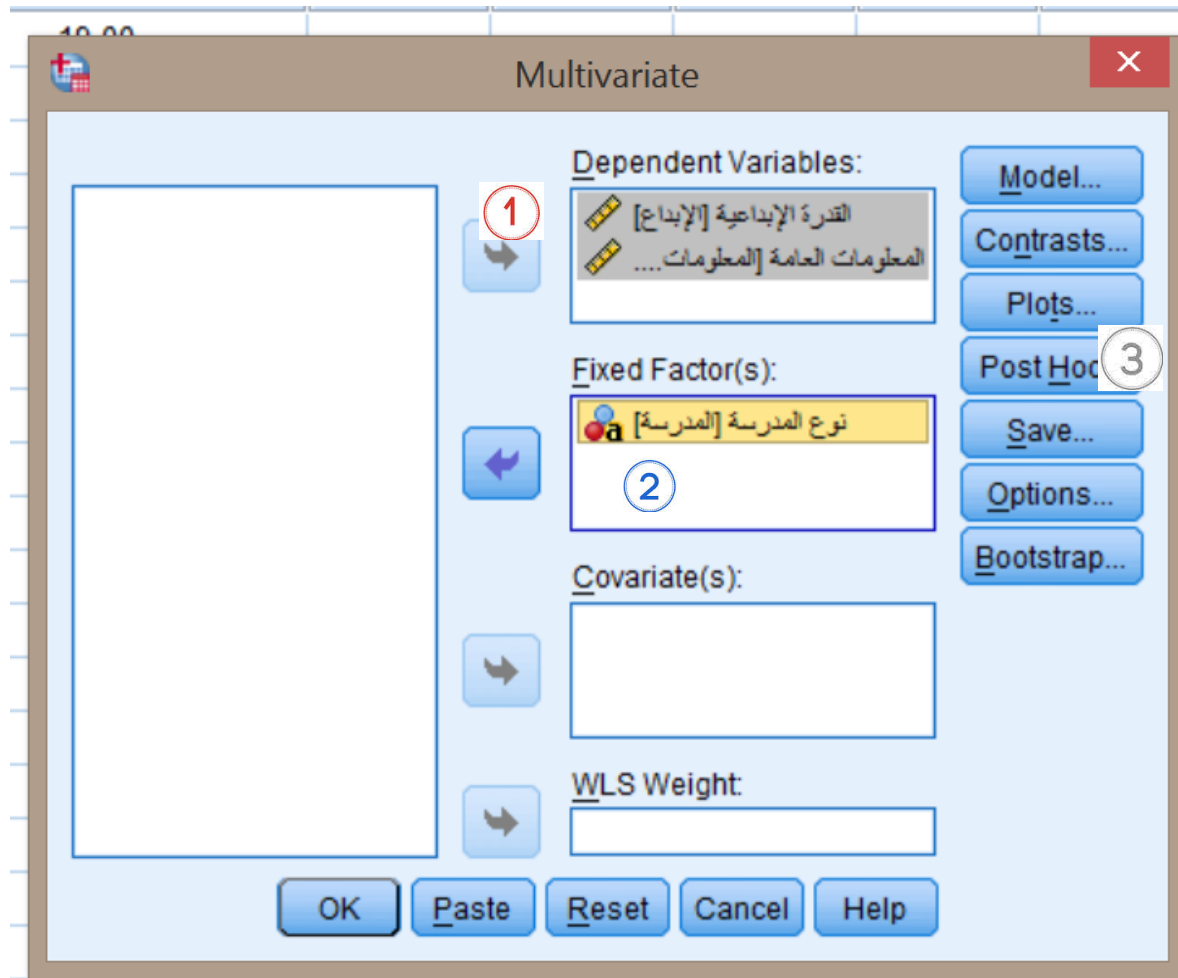 Multivariate
1
Dependent Variables:
القدرة الإبداعية [الإبداع]
المعلومات العامة [المعلومات....
Fixed Factor(s):
نوع المدرسة [المدرسة]
2
Covariate(s):
WLS Weight:
Model...
Contrasts...
Plots...
Post Hoc
3
Save...
Options...
Bootstrap...
OK
Paste
Reset
Cancel
Help